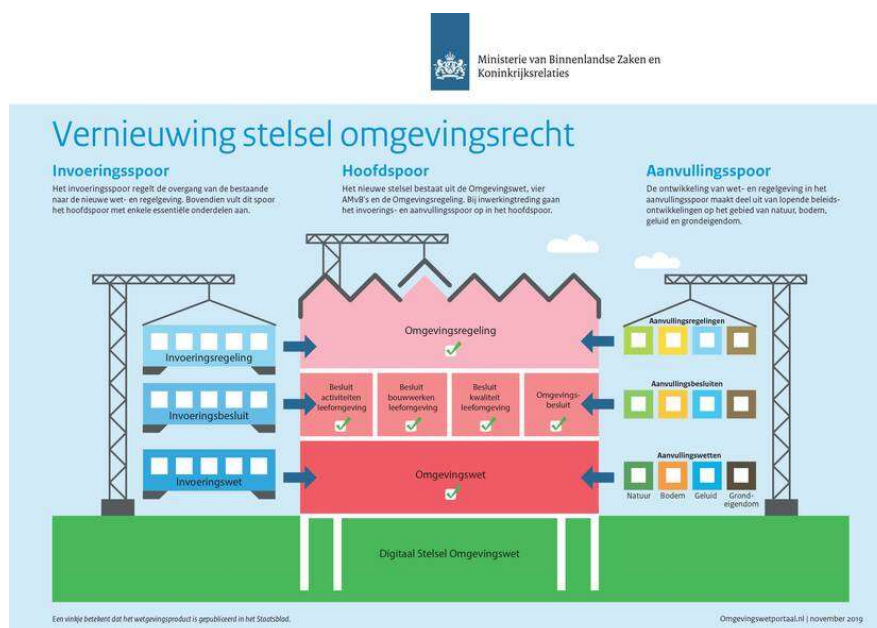 Ministerie van Binnenlandse Zaken en
Koninkrijksrelaties
Vernieuwing stelsel omgevingsrecht
Invoeringsspoor
Het invoeringsspoor regelt de overgang van de bestaande
naar de nieuwe wet- en regelgeving. Bovendien vult dit spoor
het hoofdspoor met enkele essentiële onderdelen aan.
Hoofdspoor
Het nieuwe stelsel bestaat uit de Omgevingswet, vier
AMvB's en de Omgevingsregeling. Bij inwerkingtreding gaan
het invoerings- en aanvullingsspoor op in het hoofdspoor.
Aanvullingsspoor
De ontwikkeling van wet- en regelgeving in het
aanvullingsspoor maakt deel uit van lopende beleids-
ontwikkelingen op het gebied van natuur, bodem,
geluid en grondeigendom.
Invoeringsregeling
Invoeringsbesluit
Invoeringswet
Omgevingsregeling
Besluit
activiteiten
leefomgeving
Besluit
bouwwerken
leefomgeving
Besluit
kwaliteit
leefomgeving
Omgevings-
besluit
Omgevingswet
Digitaal Stelsel Omgevingswet
Aanvullingsregelingen
Aanvullingsbesluiten
Aanvullingswetten
Natuur
Bodem
Geluid
Grond-
eigendom
Een vinkje betekent dat het wetgevingsproduct is gepubliceerd in het Staatsblad.
Omgevingswetportaal.nl | november 2019